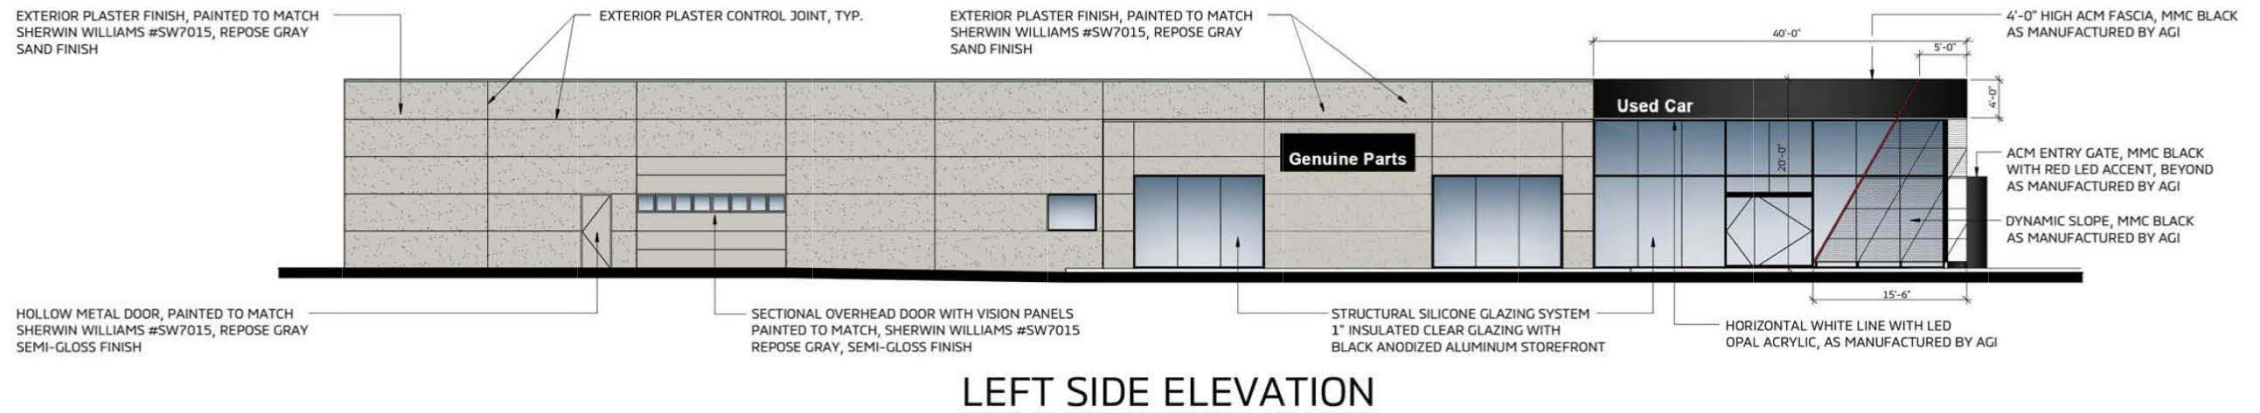 EXTERIOR PLASTER FINISH, PAINTED TO MATCH
SHERWIN WILLIAMS #SW7015, REPOSE GRAY
SAND FINISH
EXTERIOR PLASTER CONTROL JOINT, TYP.
EXTERIOR PLASTER FINISH, PAINTED TO MATCH
SHERWIN WILLIAMS #SW7015, REPOSE GRAY
SAND FINISH
4'-0" HIGH ACM FASCIA, MMC BLACK
AS MANUFACTURED BY AGI
40'-0"
5'-0"
4'-0"
Used Car
Genuine Parts
20'-0"
ACM ENTRY GATE, MMC BLACK
WITH RED LED ACCENT, BEYOND
AS MANUFACTURED BY AGI
DYNAMIC SLOPE, MMC BLACK
AS MANUFACTURED BY AGI
15'-6"
HOLLOW METAL DOOR, PAINTED TO MATCH
SHERWIN WILLIAMS #SW7015, REPOSE GRAY
SEMI-GLOSS FINISH
SECTIONAL OVERHEAD DOOR WITH VISION PANELS
PAINTED TO MATCH, SHERWIN WILLIAMS #SW7015
REPOSE GRAY, SEMI-GLOSS FINISH
STRUCTURAL SILICONE GLAZING SYSTEM
1" INSULATED CLEAR GLAZING WITH
BLACK ANODIZED ALUMINUM STOREFRONT
HORIZONTAL WHITE LINE WITH LED
OPAL ACRYLIC, AS MANUFACTURED BY AGI
LEFT SIDE ELEVATION